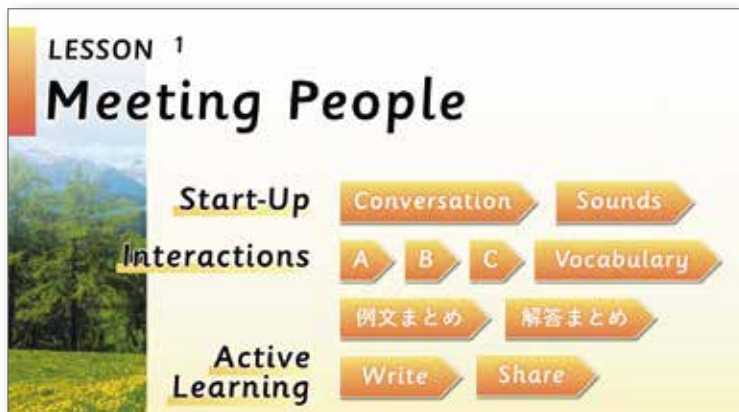 LESSON 1
Meeting People
Start-Up Conversation Sounds
Interactions A B C Vocabulary
例文まとめ 解答まとめ
Active
Learning Write Share